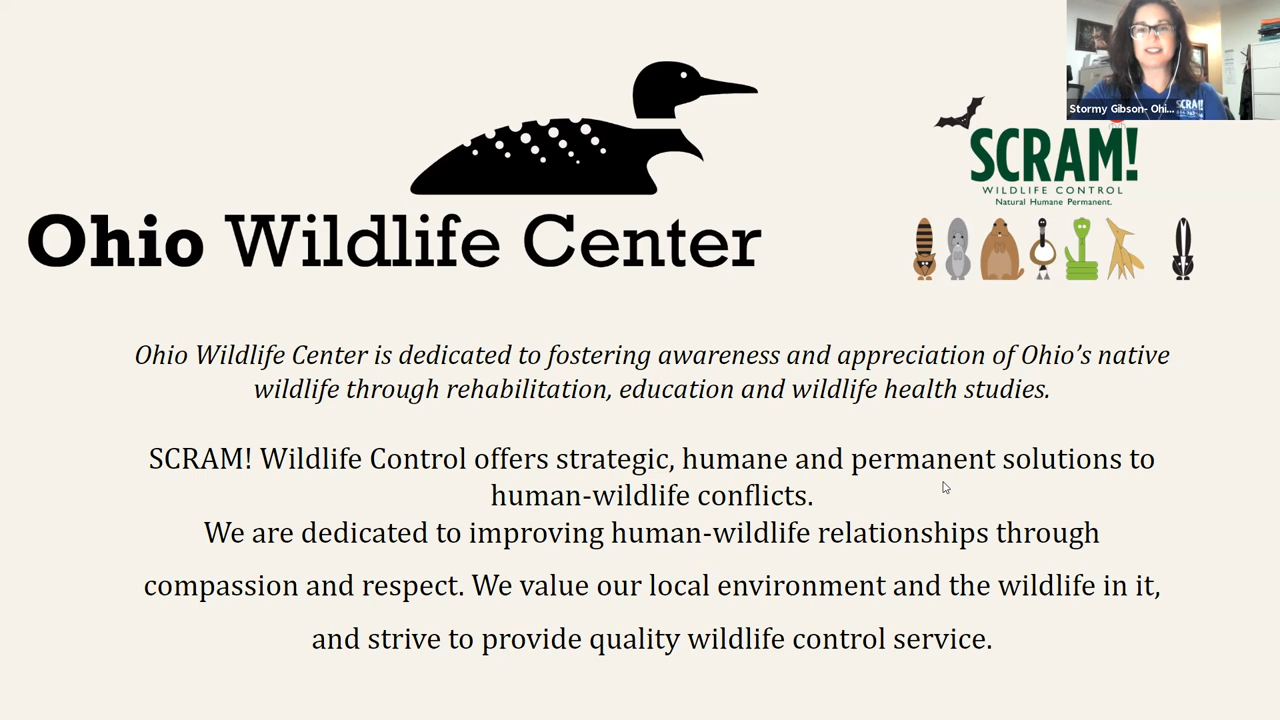 Stormy Gibson- Ohi...
SCRAM!
SCRAM!
WILDLIFE CONTROL
Natural Humane Permanent.
Ohio Wildlife Center
Ohio Wildlife Center is dedicated to fostering awareness and appreciation of Ohio’s native
wildlife through rehabilitation, education and wildlife health studies.
SCRAM! Wildlife Control offers strategic, humane and permanent solutions to
human-wildlife conflicts.
We are dedicated to improving human-wildlife relationships through
compassion and respect. We value our local environment and the wildlife in it,
and strive to provide quality wildlife control service.